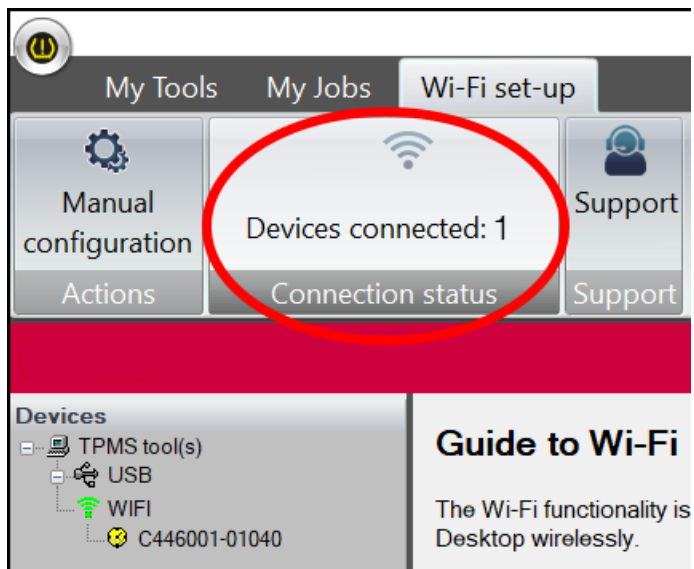 My Tools My Jobs Wi-Fi set-up
Manual
configuration
Actions
Devices connected: 1
Connection status
Support
Support
Devices
TPMS tool(s)
USB
WIFI
C446001-01040
Guide to Wi-Fi
The Wi-Fi functionality is
Desktop wirelessly.